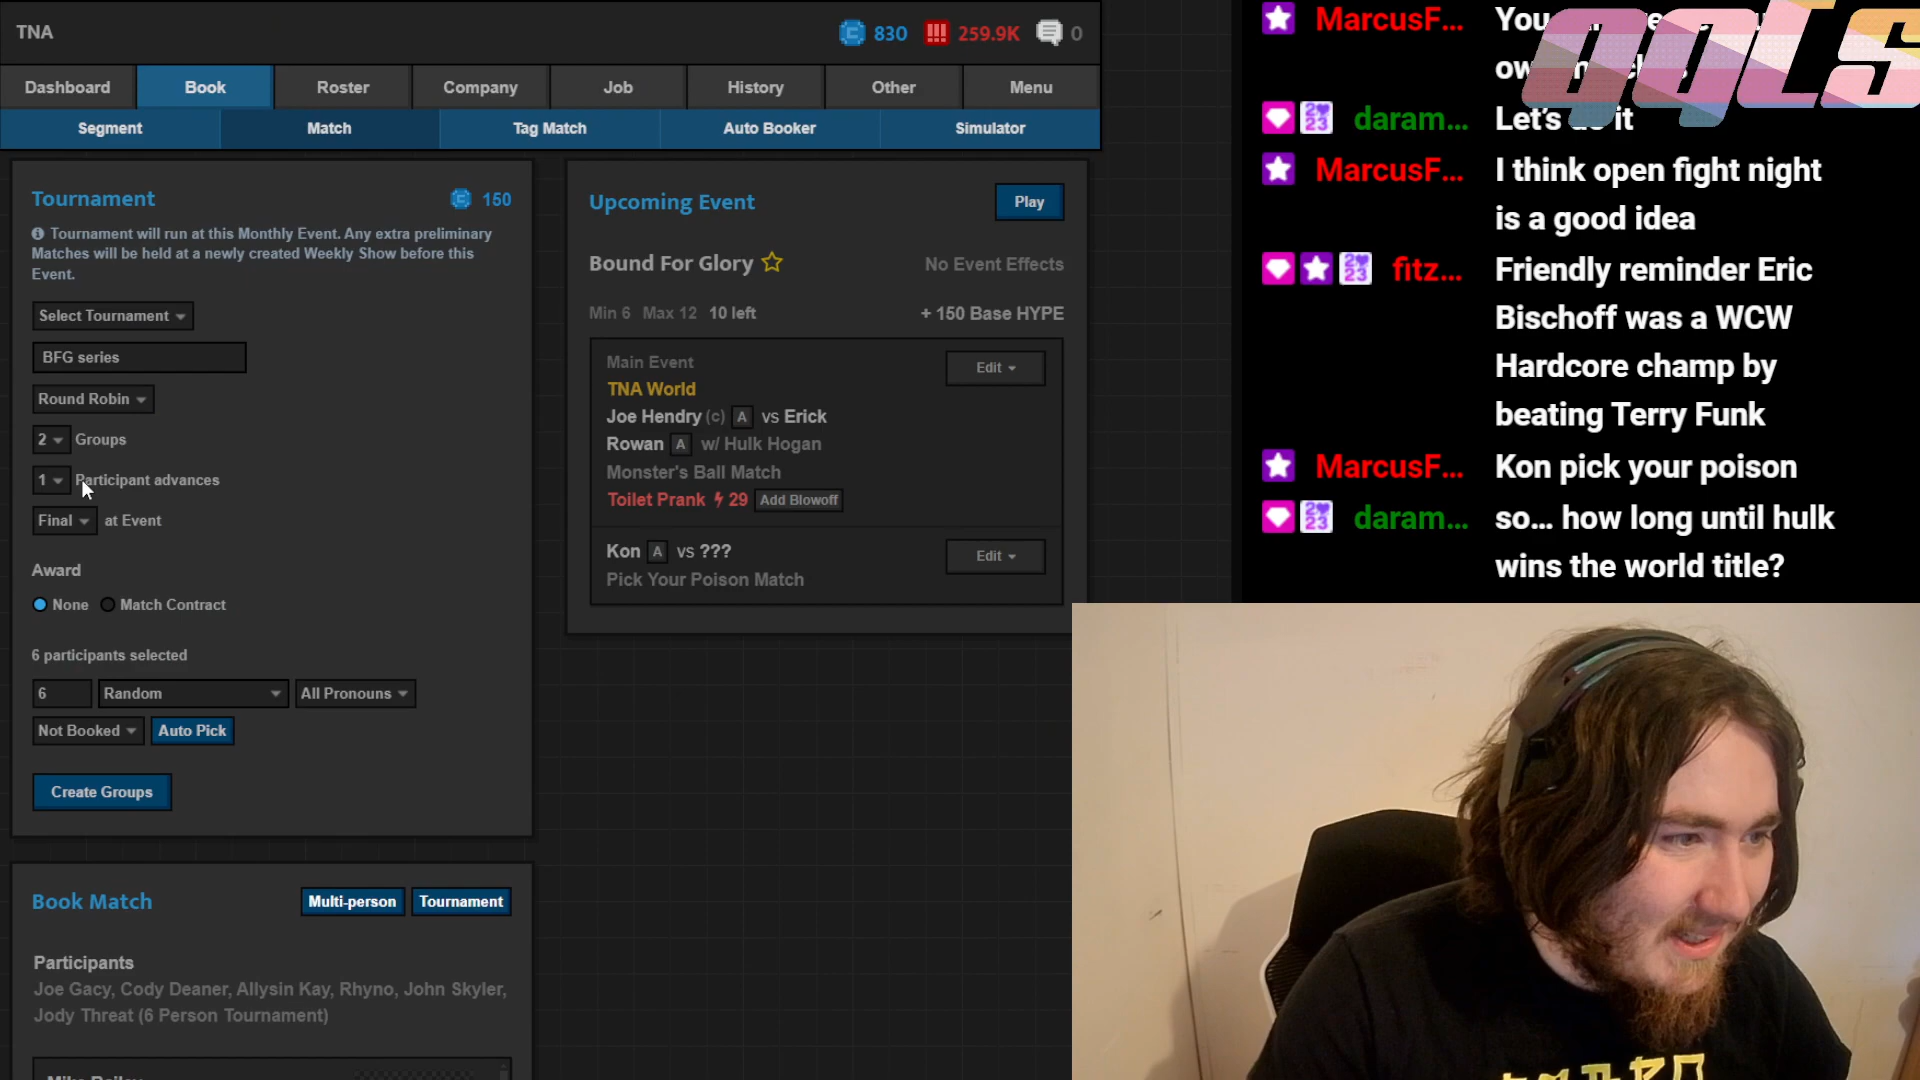 TNA
830
259.9K
0
Dashboard
Book
Roster
Company
Job
History
Other
Menu
Segment
Match
Tag Match
Auto Booker
Simulator
Tournament
150
Tournament will run at this Monthly Event. Any extra preliminary
Matches will be held at a newly created Weekly Show before this
Event.
Select Tournament
BFG series
Round Robin
2 Groups
1 Participant advances
Final at Event
Award
None Match Contract
6 participants selected
6 Random All Pronouns
Not Booked Auto Pick
Create Groups
Book Match
Multi-person
Tournament
Participants
Joe Gacy, Cody Deaner, Allysin Kay, Rhyno, John Skyler,
Jody Threat (6 Person Tournament)
Upcoming Event
Play
Bound For Glory
No Event Effects
Min 6 Max 12 10 left
+ 150 Base HYPE
Main Event
Edit
TNA World
Joe Hendry (c) A vs Erick
Rowan A w/ Hulk Hogan
Monster's Ball Match
Toilet Prank 29 Add Blowoff
Kon A vs ???
Edit
Pick Your Poison Match
qqls
MarcusF...
daram... Let's it
MarcusF... I think open fight night
is a good idea
fitz... Friendly reminder Eric
Bischoff was a WCW
Hardcore champ by
beating Terry Funk
MarcusF... Kon pick your poison
daram... so... how long until hulk
wins the world title?